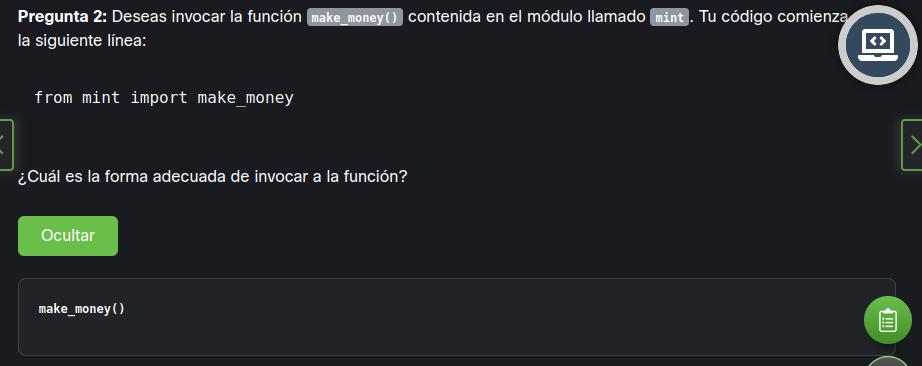 Pregunta 2: Deseas invocar la función make_money() contenida en el módulo llamado mint. Tu código comienza
la siguiente línea:
from mint import make_money
¿Cuál es la forma adecuada de invocar a la función?
Ocultar
make_money()